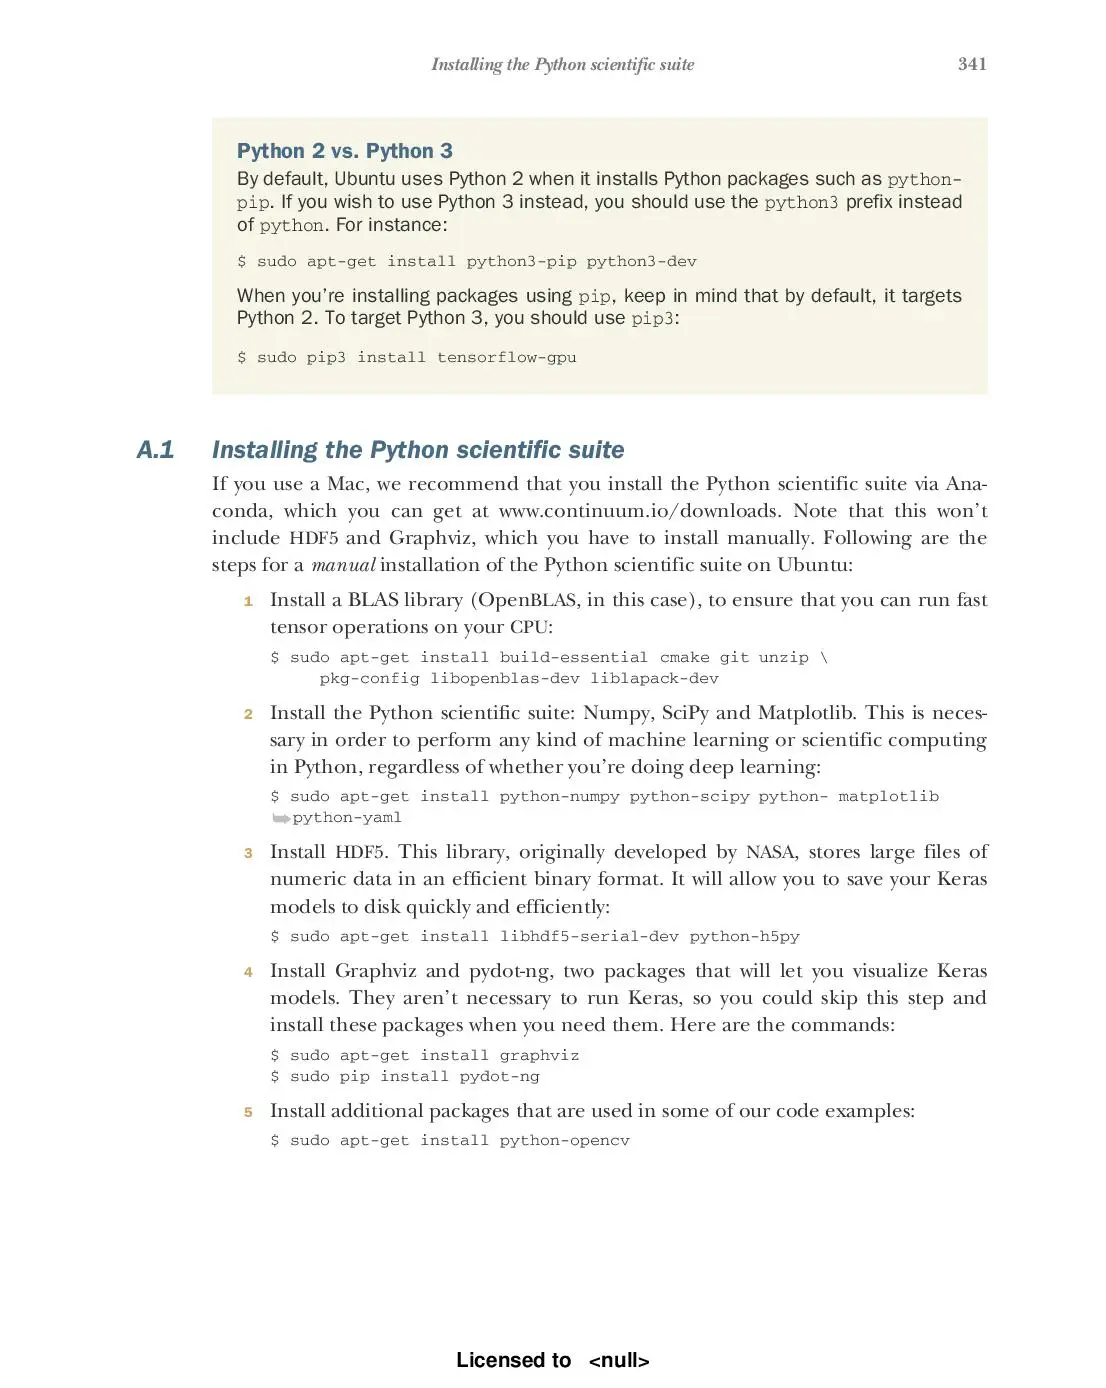 Installing the Python scientific suite 341
Python 2 vs. Python 3
By default, Ubuntu uses Python 2 when it installs Python packages such as python-
pip. If you wish to use Python 3 instead, you should use the python3 prefix instead
of python. For instance:
$ sudo apt-get install python3-pip python3-dev
When you’re installing packages using pip, keep in mind that by default, it targets
Python 2. To target Python 3, you should use pip3:
$ sudo pip3 install tensorflow-gpu
A.1 Installing the Python scientific suite
If you use a Mac, we recommend that you install the Python scientific suite via Ana-
conda, which you can get at www.continuum.io/downloads. Note that this won’t
include HDF5 and Graphviz, which you have to install manually. Following are the
steps for a manual installation of the Python scientific suite on Ubuntu:
1 Install a BLAS library (OpenBLAS, in this case), to ensure that you can run fast
tensor operations on your CPU:
$ sudo apt-get install build-essential cmake git unzip \
pkg-config libopenblas-dev liblapack-dev
2 Install the Python scientific suite: Numpy, SciPy and Matplotlib. This is neces-
sary in order to perform any kind of machine learning or scientific computing
in Python, regardless of whether you’re doing deep learning:
$ sudo apt-get install python-numpy python-scipy python- matplotlib
➥python-yaml
3 Install HDF5. This library, originally developed by NASA, stores large files of
numeric data in an efficient binary format. It will allow you to save your Keras
models to disk quickly and efficiently:
$ sudo apt-get install libhdf5-serial-dev python-h5py
4 Install Graphviz and pydot-ng, two packages that will let you visualize Keras
models. They aren’t necessary to run Keras, so you could skip this step and
install these packages when you need them. Here are the commands:
$ sudo apt-get install graphviz
$ sudo pip install pydot-ng
5 Install additional packages that are used in some of our code examples:
$ sudo apt-get install python-opencv
Licensed to <null>